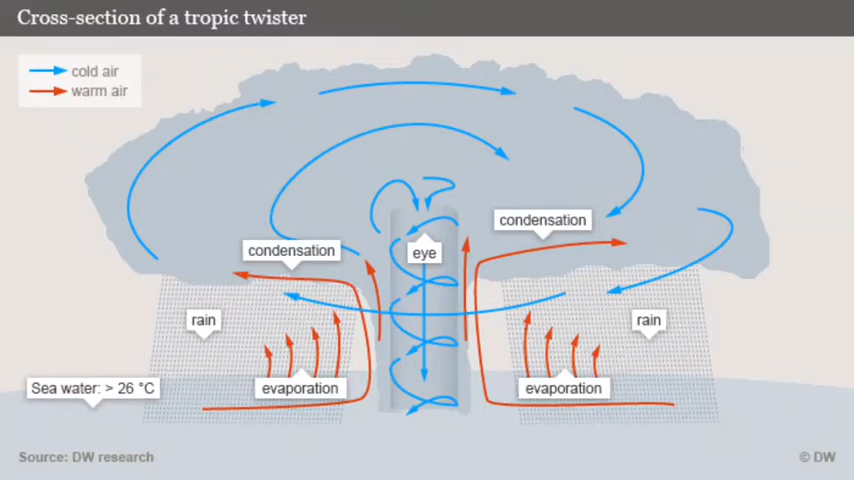 Cross-section of a tropic twister
cold air
warm air
condensation
condensation
eye
rain
rain
Sea water: > 26 °C
evaporation
evaporation
Source: DW research
© DW